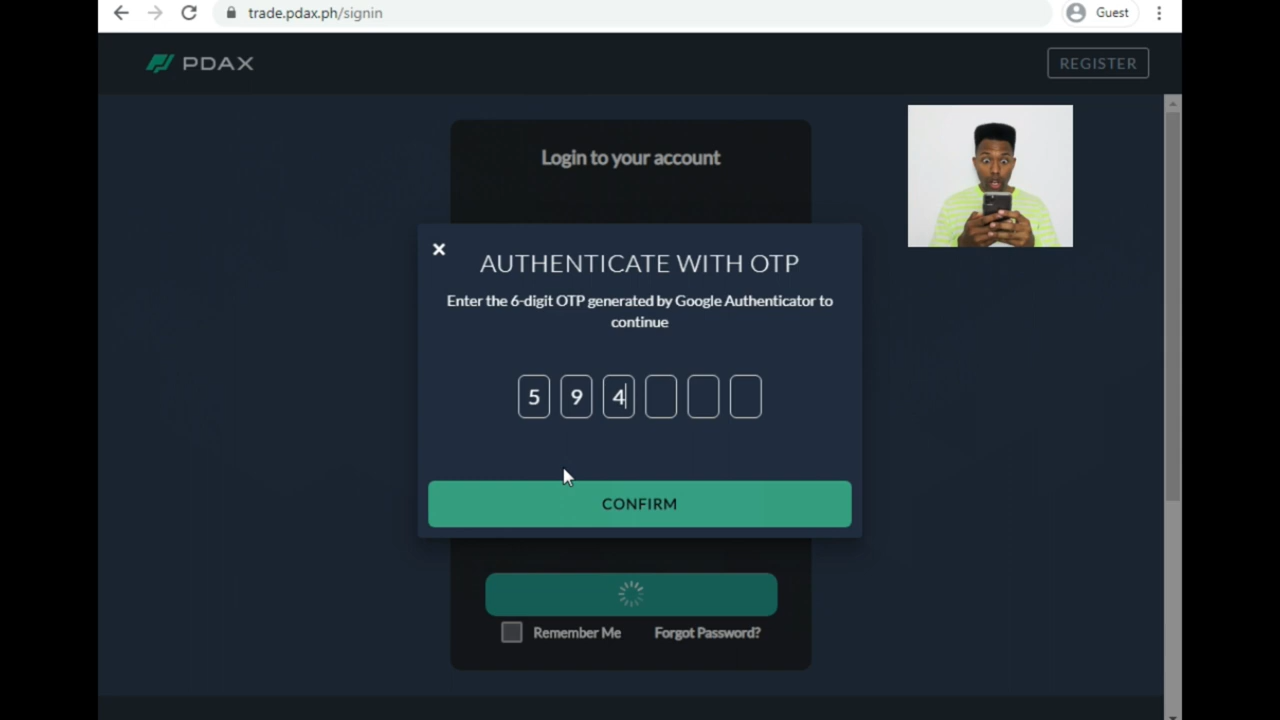 trade.pdax.ph/signin
Guest
PDAX
REGISTER
Login to your account
AUTHENTICATE WITH OTP
Enter the 6-digit OTP generated by Google Authenticator to
continue
5 9 4
CONFIRM
Remember Me
Forgot Password?